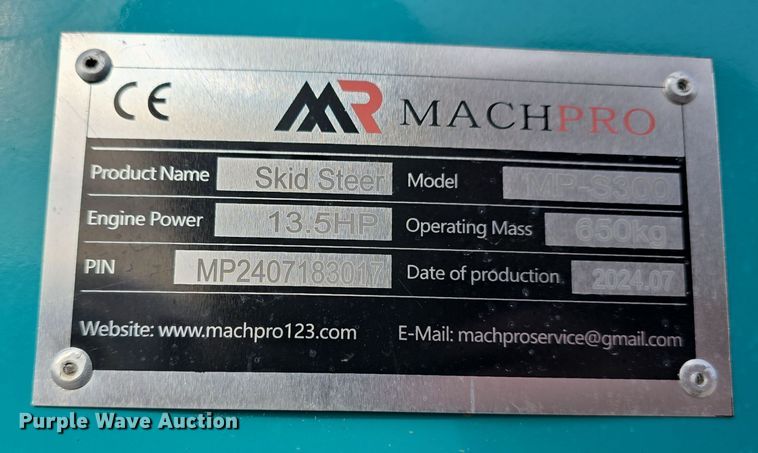 CE MR MACHPRO
Product Name Skid Steer Model MP-S300
Engine Power 13.5HP Operating Mass 650kg
PIN MP2407183017 Date of production 2024.07
Website: www.machpro123.com E-Mail: machproservice@gmail.com
Purple Wave Auction